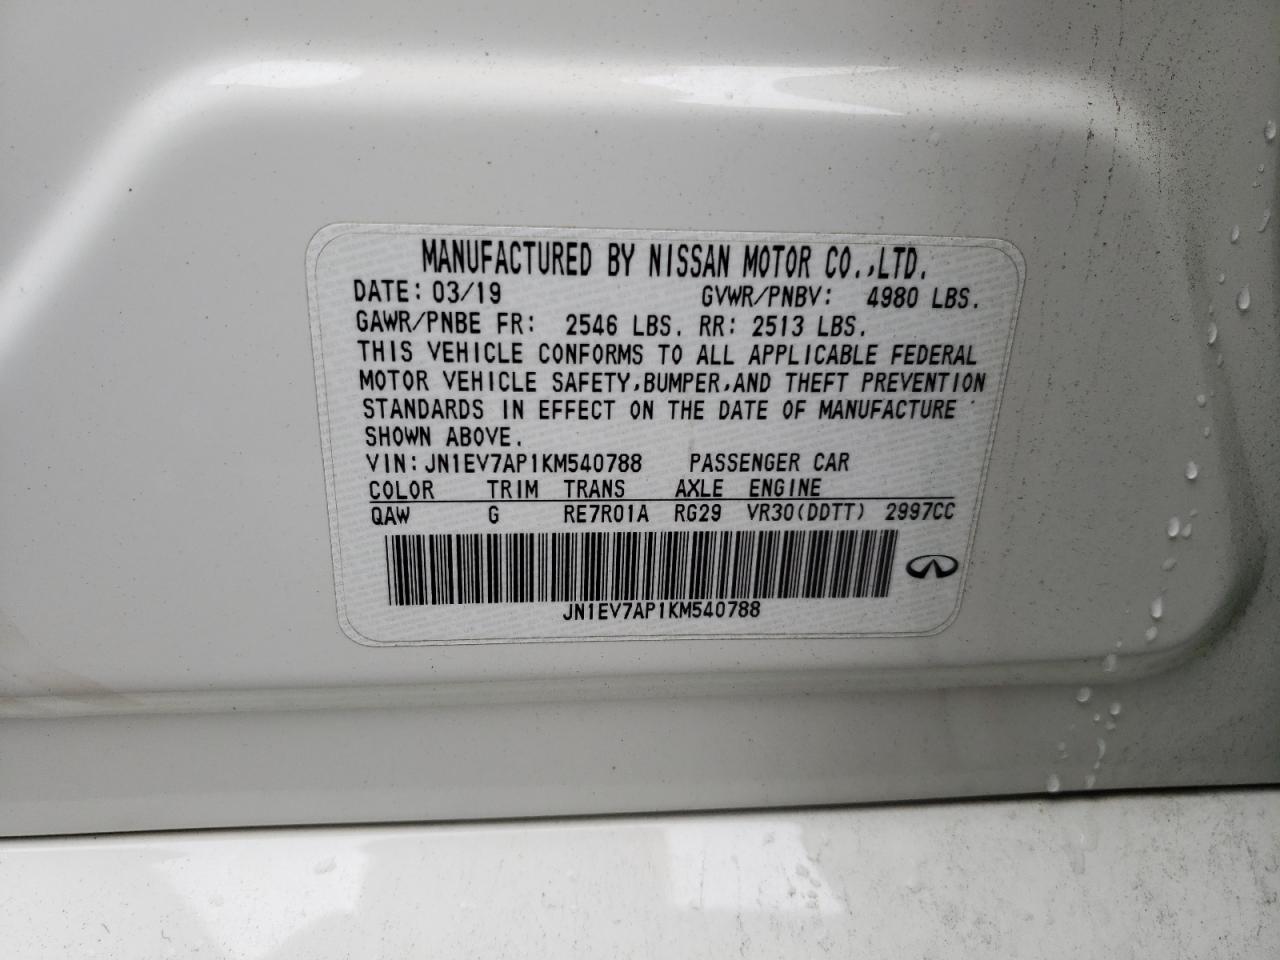 MANUFACTURED BY NISSAN MOTOR CO.,LTD.
DATE: 03/19 GVWR/PNBV: 4980 LBS.
GAWR/PNBE FR: 2546 LBS. RR: 2513 LBS.
THIS VEHICLE CONFORMS TO ALL APPLICABLE FEDERAL
MOTOR VEHICLE SAFETY,BUMPER,AND THEFT PREVENTION
STANDARDS IN EFFECT ON THE DATE OF MANUFACTURE
SHOWN ABOVE.
VIN: JN1EV7AP1KM540788 PASSENGER CAR
COLOR TRIM TRANS AXLE ENGINE
QAW G RE7R01A RG29 VR30(DDTT) 2997CC
JN1EV7AP1KM540788